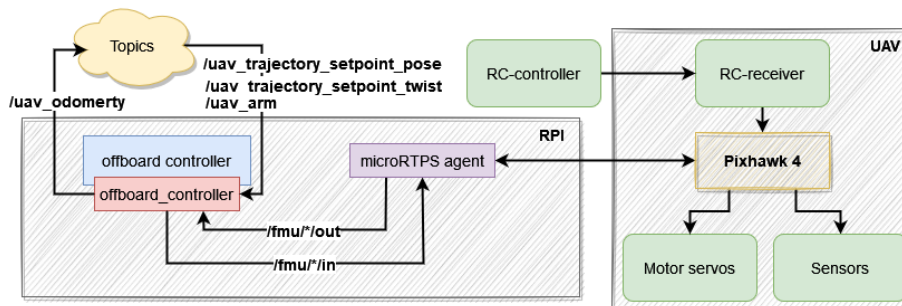 Topics
/uav_trajectory_setpoint_pose
/uav_trajectory_setpoint_twist
/uav_arm
/uav_odomerty
RC-controller
UAV
RC-receiver
RPI
offboard controller
offboard_controller
microRTPS agent
Pixhawk 4
/fmu/*/out
/fmu/*/in
Motor servos
Sensors